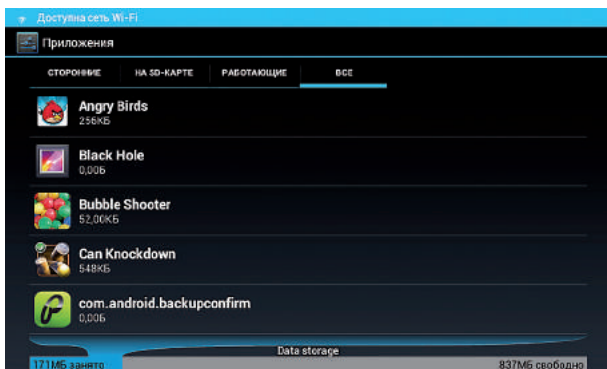 Доступна сеть Wi-Fi
Приложения
СТОРОННИЕ НА SD-КАРТЕ РАБОТАЮЩИЕ ВСЕ
Angry Birds
256КБ
Black Hole
0,00Б
Bubble Shooter
52,00КБ
Can Knockdown
548КБ
com.android.backupconfirm
0,00Б
Data storage
171МБ занято 837МБ свободно